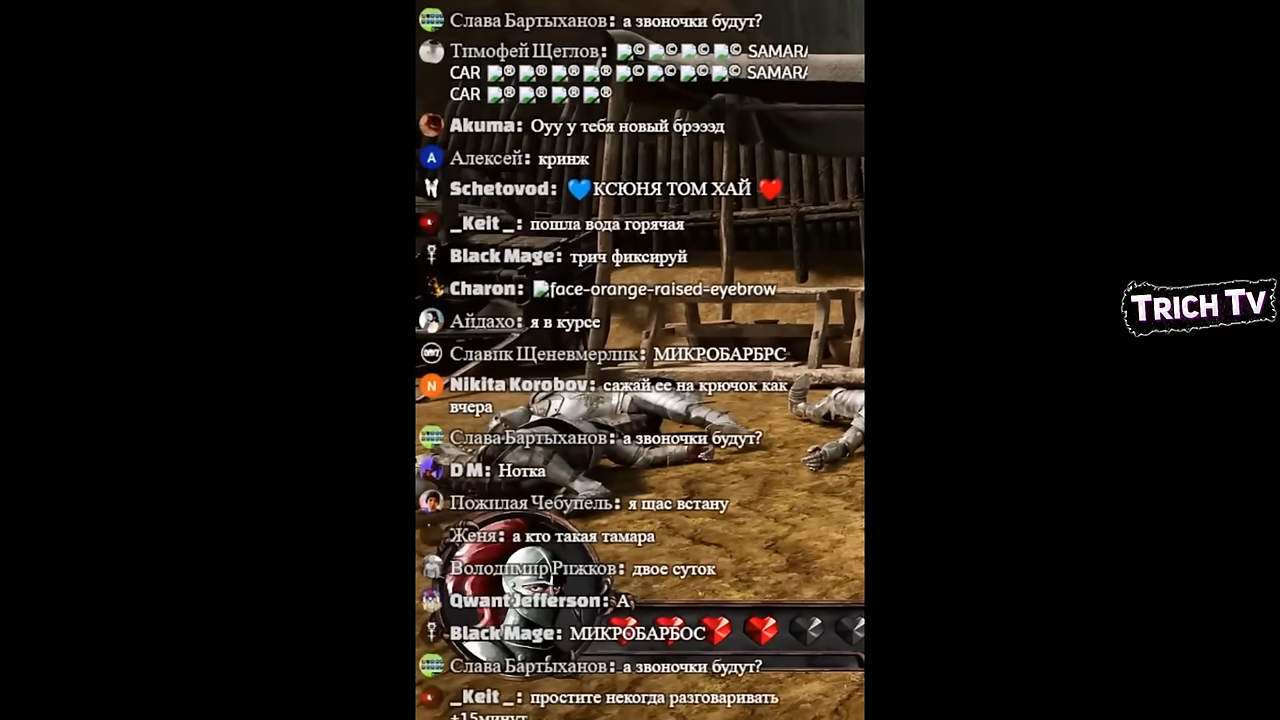 Слава Бартыханов: а звоночки будут?
Тимофей Щеглов: © © © © SAMARA
CAR ® ® ® ® © © © © SAMARA
CAR ® ® ® ®
Akuma: Оуу у тебя новый брэээд
A Алексей: кринж
Schetovod: 💙КСЮНЯ ТОМ ХАЙ ❤️
_Keit_: пошла вода горячая
Black Mage: трич фиксируй
Charon: face-orange-raised-eyebrow
Айдахо: я в курсе
Славик Щеневмерлик: МИКРОБАРБРС
N Nikita Korobov: сажай ее на крючок как
вчера
Слава Бартыханов: а звоночки будут?
D M: Нотка
Пожилая Чебупель: я щас встану
Женя: а кто такая тамара
Володимир Рижков: двое суток
QwantJefferson: А
Black Mage: МИКРОБАРБОС
Слава Бартыханов: а звоночки будут?
_Keit_: простите некогда разговаривать
+15минут
TRICH TV